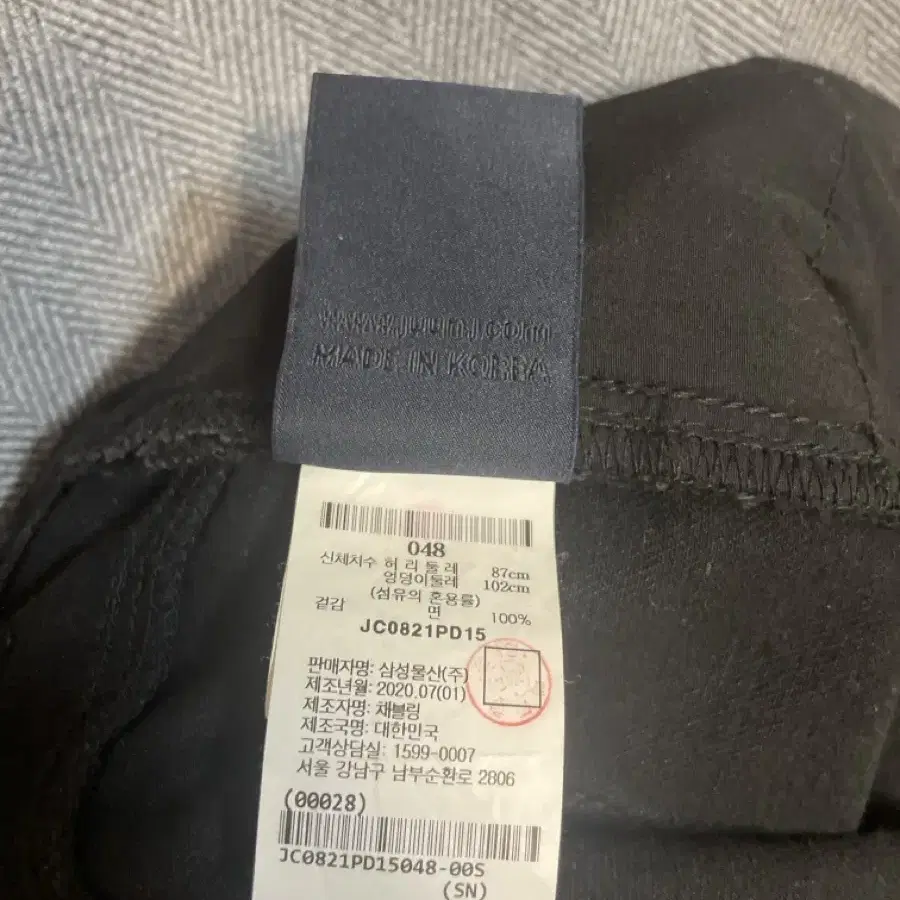 MADE IN KOREA
048
신체치수 허 리 둘 레 87cm
엉덩이둘레 102cm
(섬유의 혼용률)
겉감 면 100%
JC0821PD15
판매자명: 삼성물산(주)
제조년월: 2020.07(01)
제조자명: 채블링
제조국명: 대한민국
고객상담실: 1599-0007
서울 강남구 남부순환로 2806
(00028)
JC0821PD15048-00S
(SN)